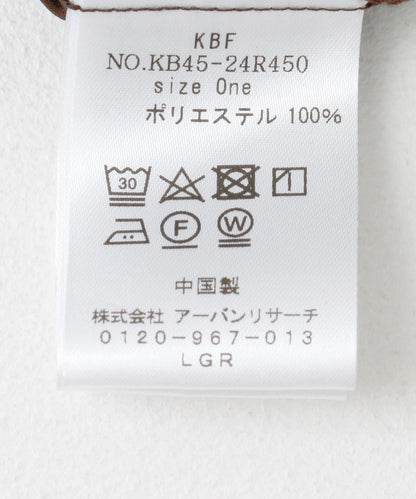 KBF
NO.KB45-24R450
size One
ポリエステル 100%
30
F W
中国製
株式会社 アーバンリサーチ
0120-967-013
LGR